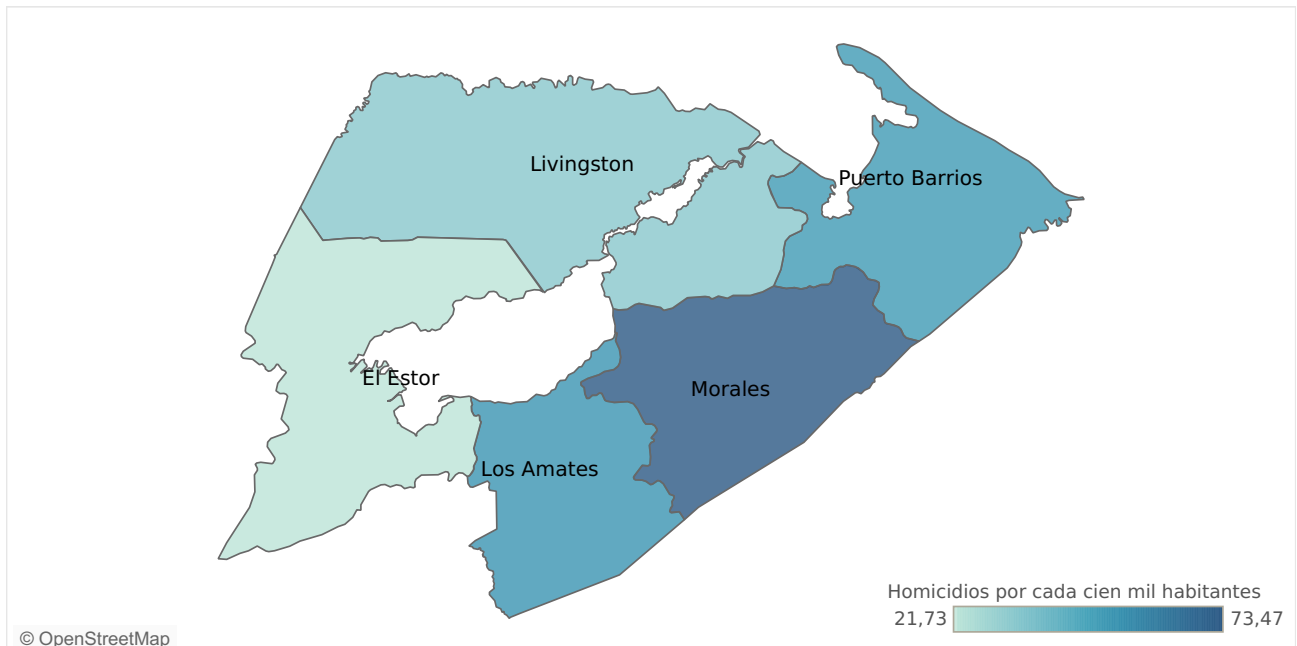 Livingston
Puerto Barrios
El Estor
Morales
Los Amates
Homicidios por cada cien mil habitantes
21,73
73,47
© OpenStreetMap